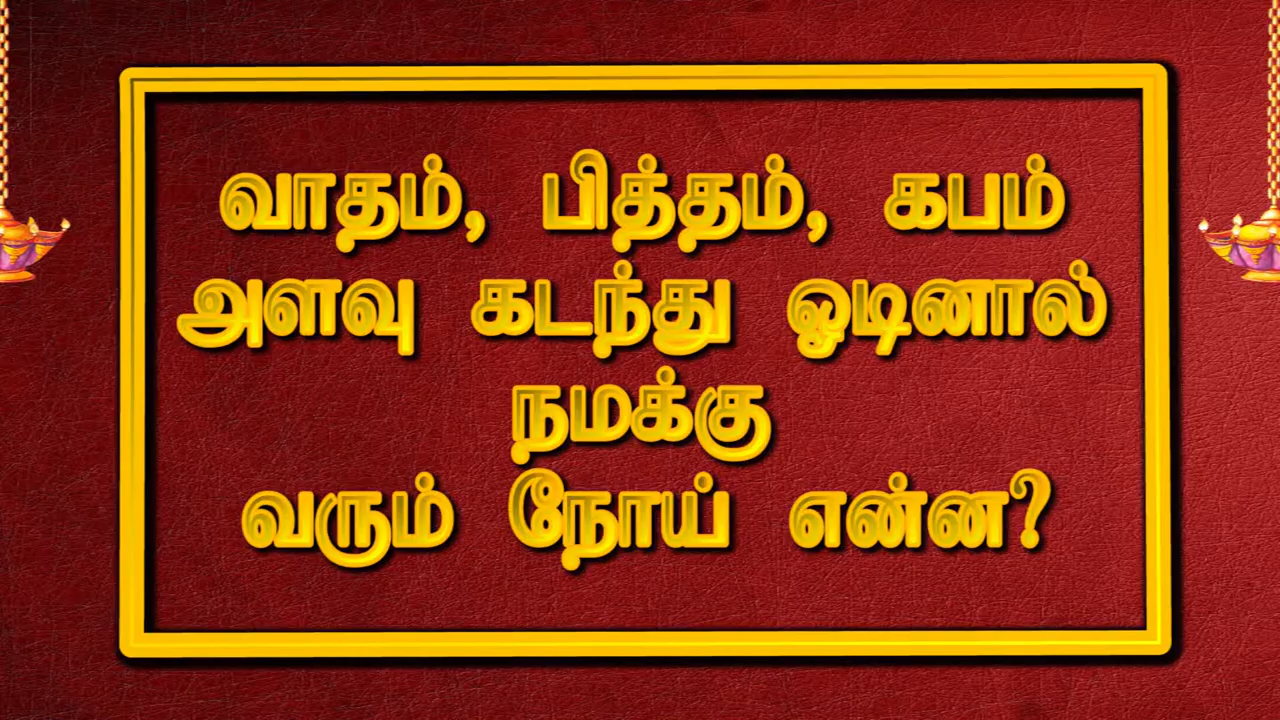 வாதம், பித்தம், கபம்
அளவு கடந்து ஓடினால்
நமக்கு
வரும் நோய் என்ன?